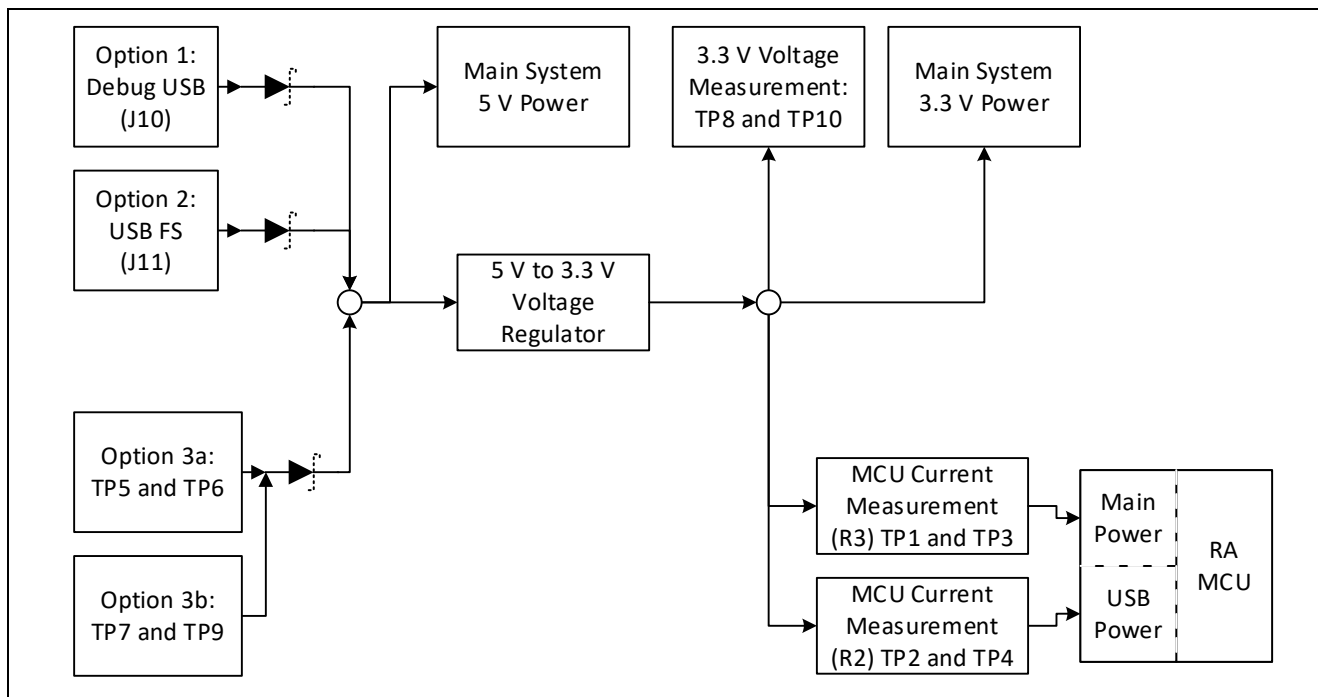 Option 1:
Debug USB
(J10)
Main System
5 V Power
3.3 V Voltage
Measurement:
TP8 and TP10
Main System
3.3 V Power
Option 2:
USB FS
(J11)
5 V to 3.3 V
Voltage
Regulator
Option 3a:
TP5 and TP6
Option 3b:
TP7 and TP9
MCU Current
Measurement
(R3) TP1 and TP3
MCU Current
Measurement
(R2) TP2 and TP4
Main
Power
USB
Power
RA
MCU